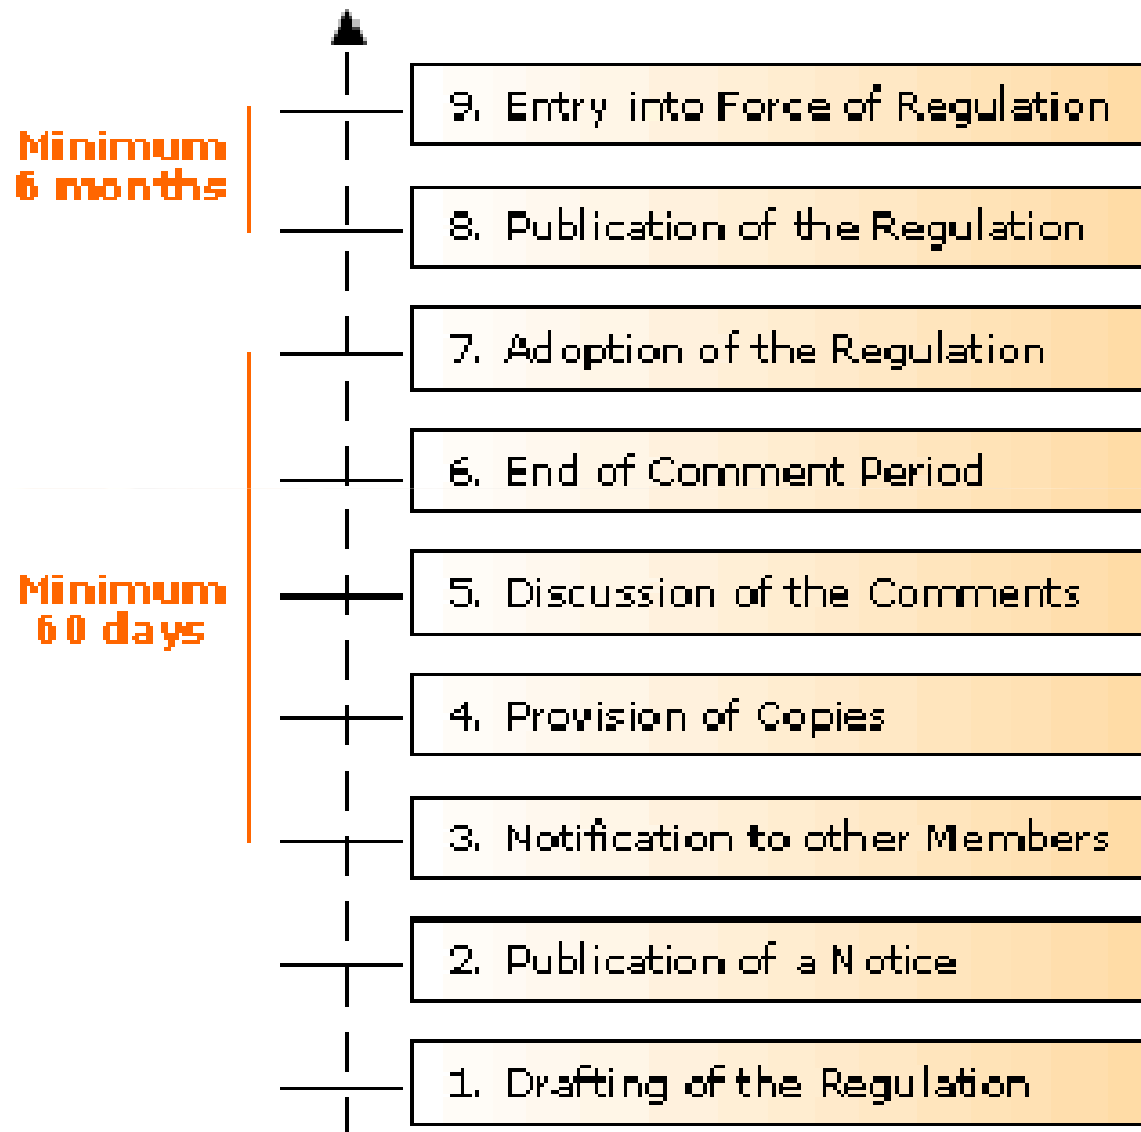 9. Entry into Force of Regulation
Minimum
6 months
8. Publication of the Regulation
7. Adoption of the Regulation
6. End of Comment Period
Minimum
60 days
5. Discussion of the Comments
4. Provision of Copies
3. Notification to other Members
2. Publication of a Notice
1. Drafting of the Regulation